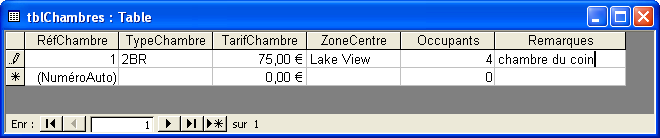 tblChambres : Table
RéfChambre TypeChambre TarifChambre ZoneCentre Occupants Remarques
1 2BR 75,00 € Lake View 4 chambre du coin
(NuméroAuto) 0,00 € 0
Enr : 1 sur 1